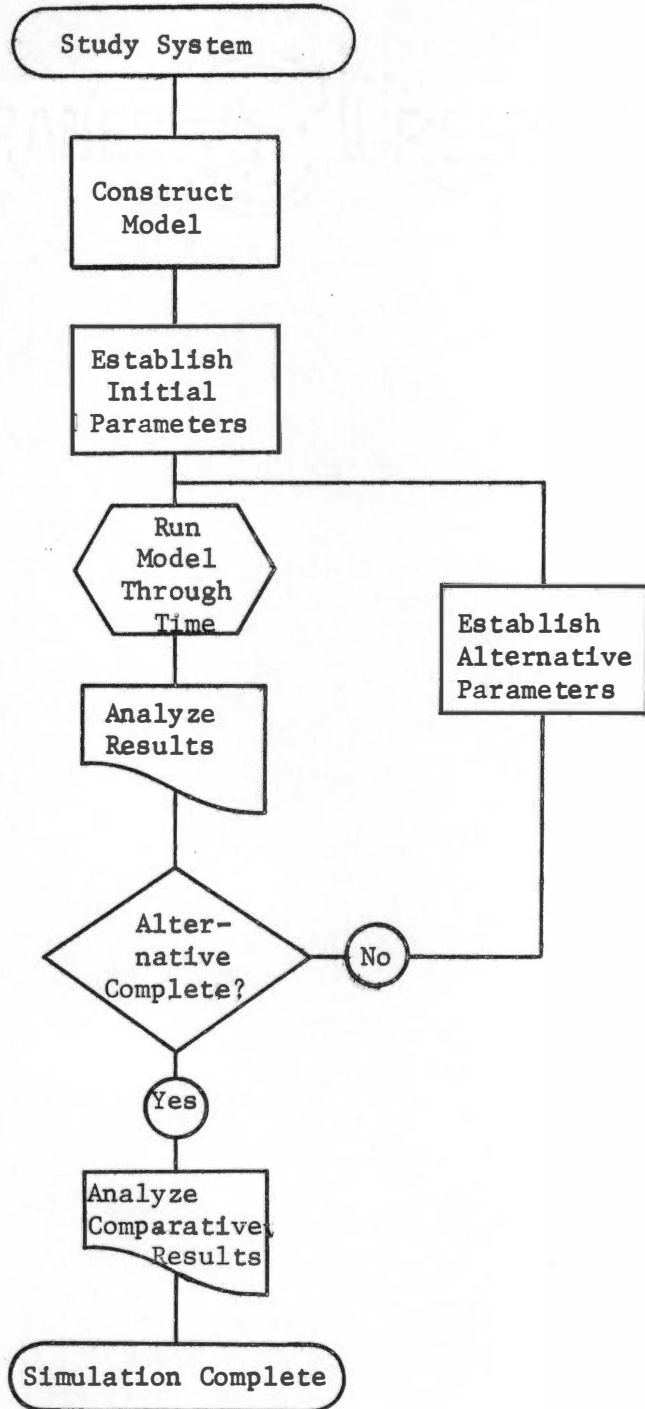 Study System
Construct
Model
Establish
Initial
Parameters
Run
Model
Through
Time
Establish
Alternative
Parameters
Analyze
Results
Alter-
native
Complete?
No
Yes
Analyze
Comparative
Results
Simulation Complete